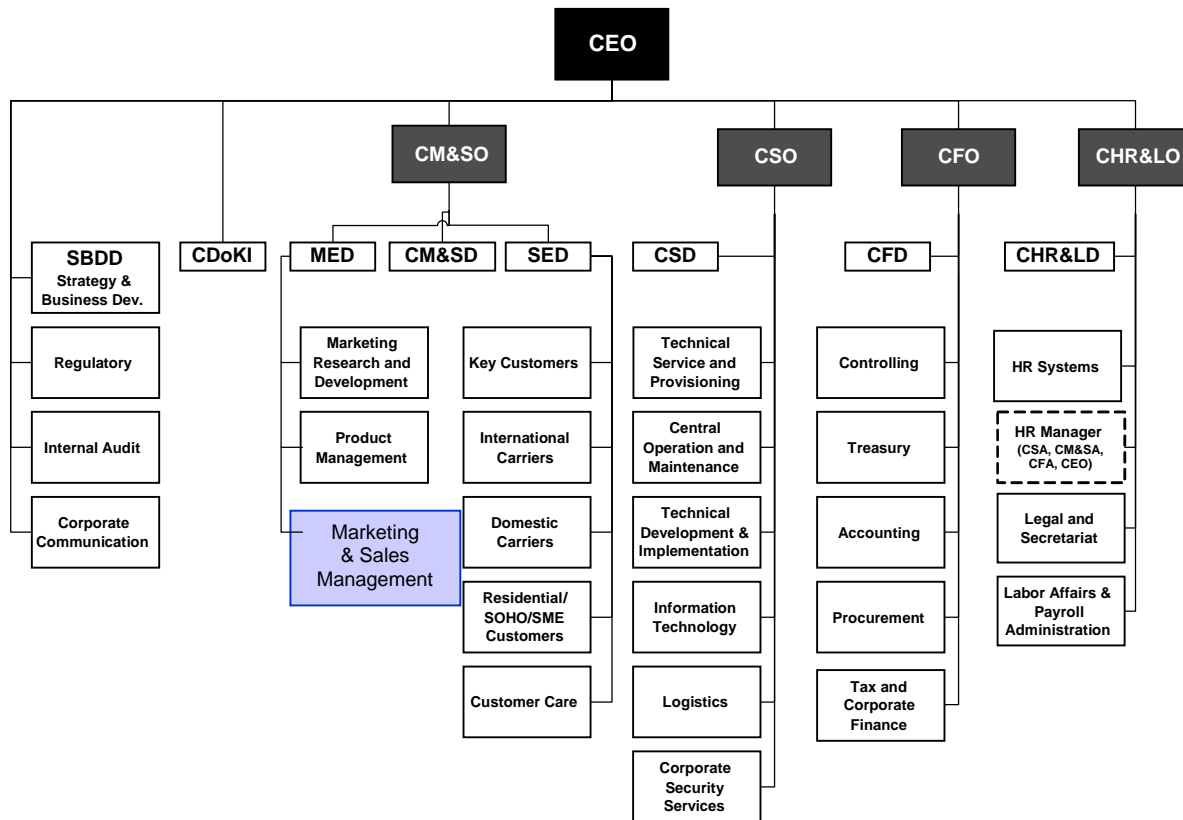 CEO
CM&SO
CSO
CFO
CHR&LO
SBDD
Strategy &
Business Dev.
CDoKI
MED
CM&SD
SED
CSD
CFD
CHR&LD
Regulatory
Internal Audit
Corporate
Communication
Marketing
Research and
Development
Product
Management
Marketing
& Sales
Management
Key Customers
International
Carriers
Domestic
Carriers
Residential/
SOHO/SME
Customers
Customer Care
Technical
Service and
Provisioning
Central
Operation and
Maintenance
Technical
Development &
Implementation
Information
Technology
Logistics
Corporate
Security
Services
Controlling
Treasury
Accounting
Procurement
Tax and
Corporate
Finance
HR Systems
HR Manager
(CSA, CM&SA,
CFA, CEO)
Legal and
Secretariat
Labor Affairs &
Payroll
Administration